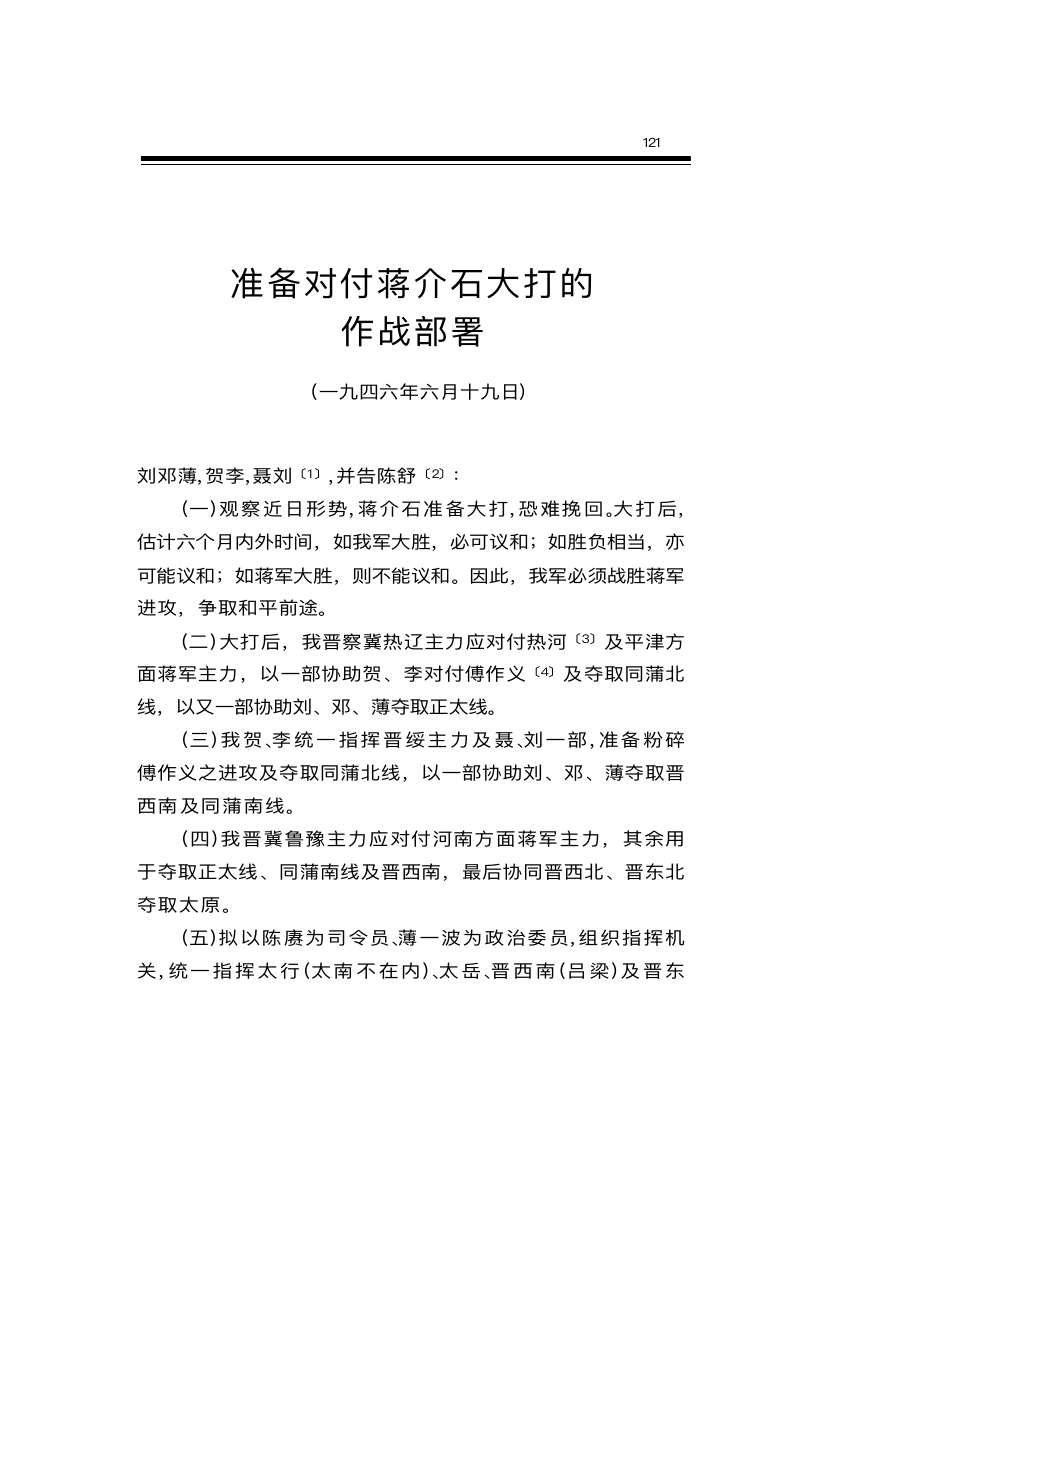 121
准备对付蒋介石大打的
作战部署
(一九四六年六月十九日)
刘邓薄,贺李,聂刘〔1〕,并告陈舒〔2〕:
(一)观察近日形势,蒋介石准备大打,恐难挽回。大打后,
估计六个月内外时间，如我军大胜，必可议和；如胜负相当，亦
可能议和；如蒋军大胜，则不能议和。因此，我军必须战胜蒋军
进攻，争取和平前途。
(二)大打后，我晋察冀热辽主力应对付热河〔3〕及平津方
面蒋军主力，以一部协助贺、李对付傅作义〔4〕及夺取同蒲北
线，以又一部协助刘、邓、薄夺取正太线。
(三)我贺、李统一指挥晋绥主力及聂、刘一部,准备粉碎
傅作义之进攻及夺取同蒲北线，以一部协助刘、邓、薄夺取晋
西南及同蒲南线。
(四)我晋冀鲁豫主力应对付河南方面蒋军主力，其余用
于夺取正太线、同蒲南线及晋西南，最后协同晋西北、晋东北
夺取太原。
(五)拟以陈赓为司令员、薄一波为政治委员,组织指挥机
关,统一指挥太行(太南不在内)、太岳、晋西南(吕梁)及晋东